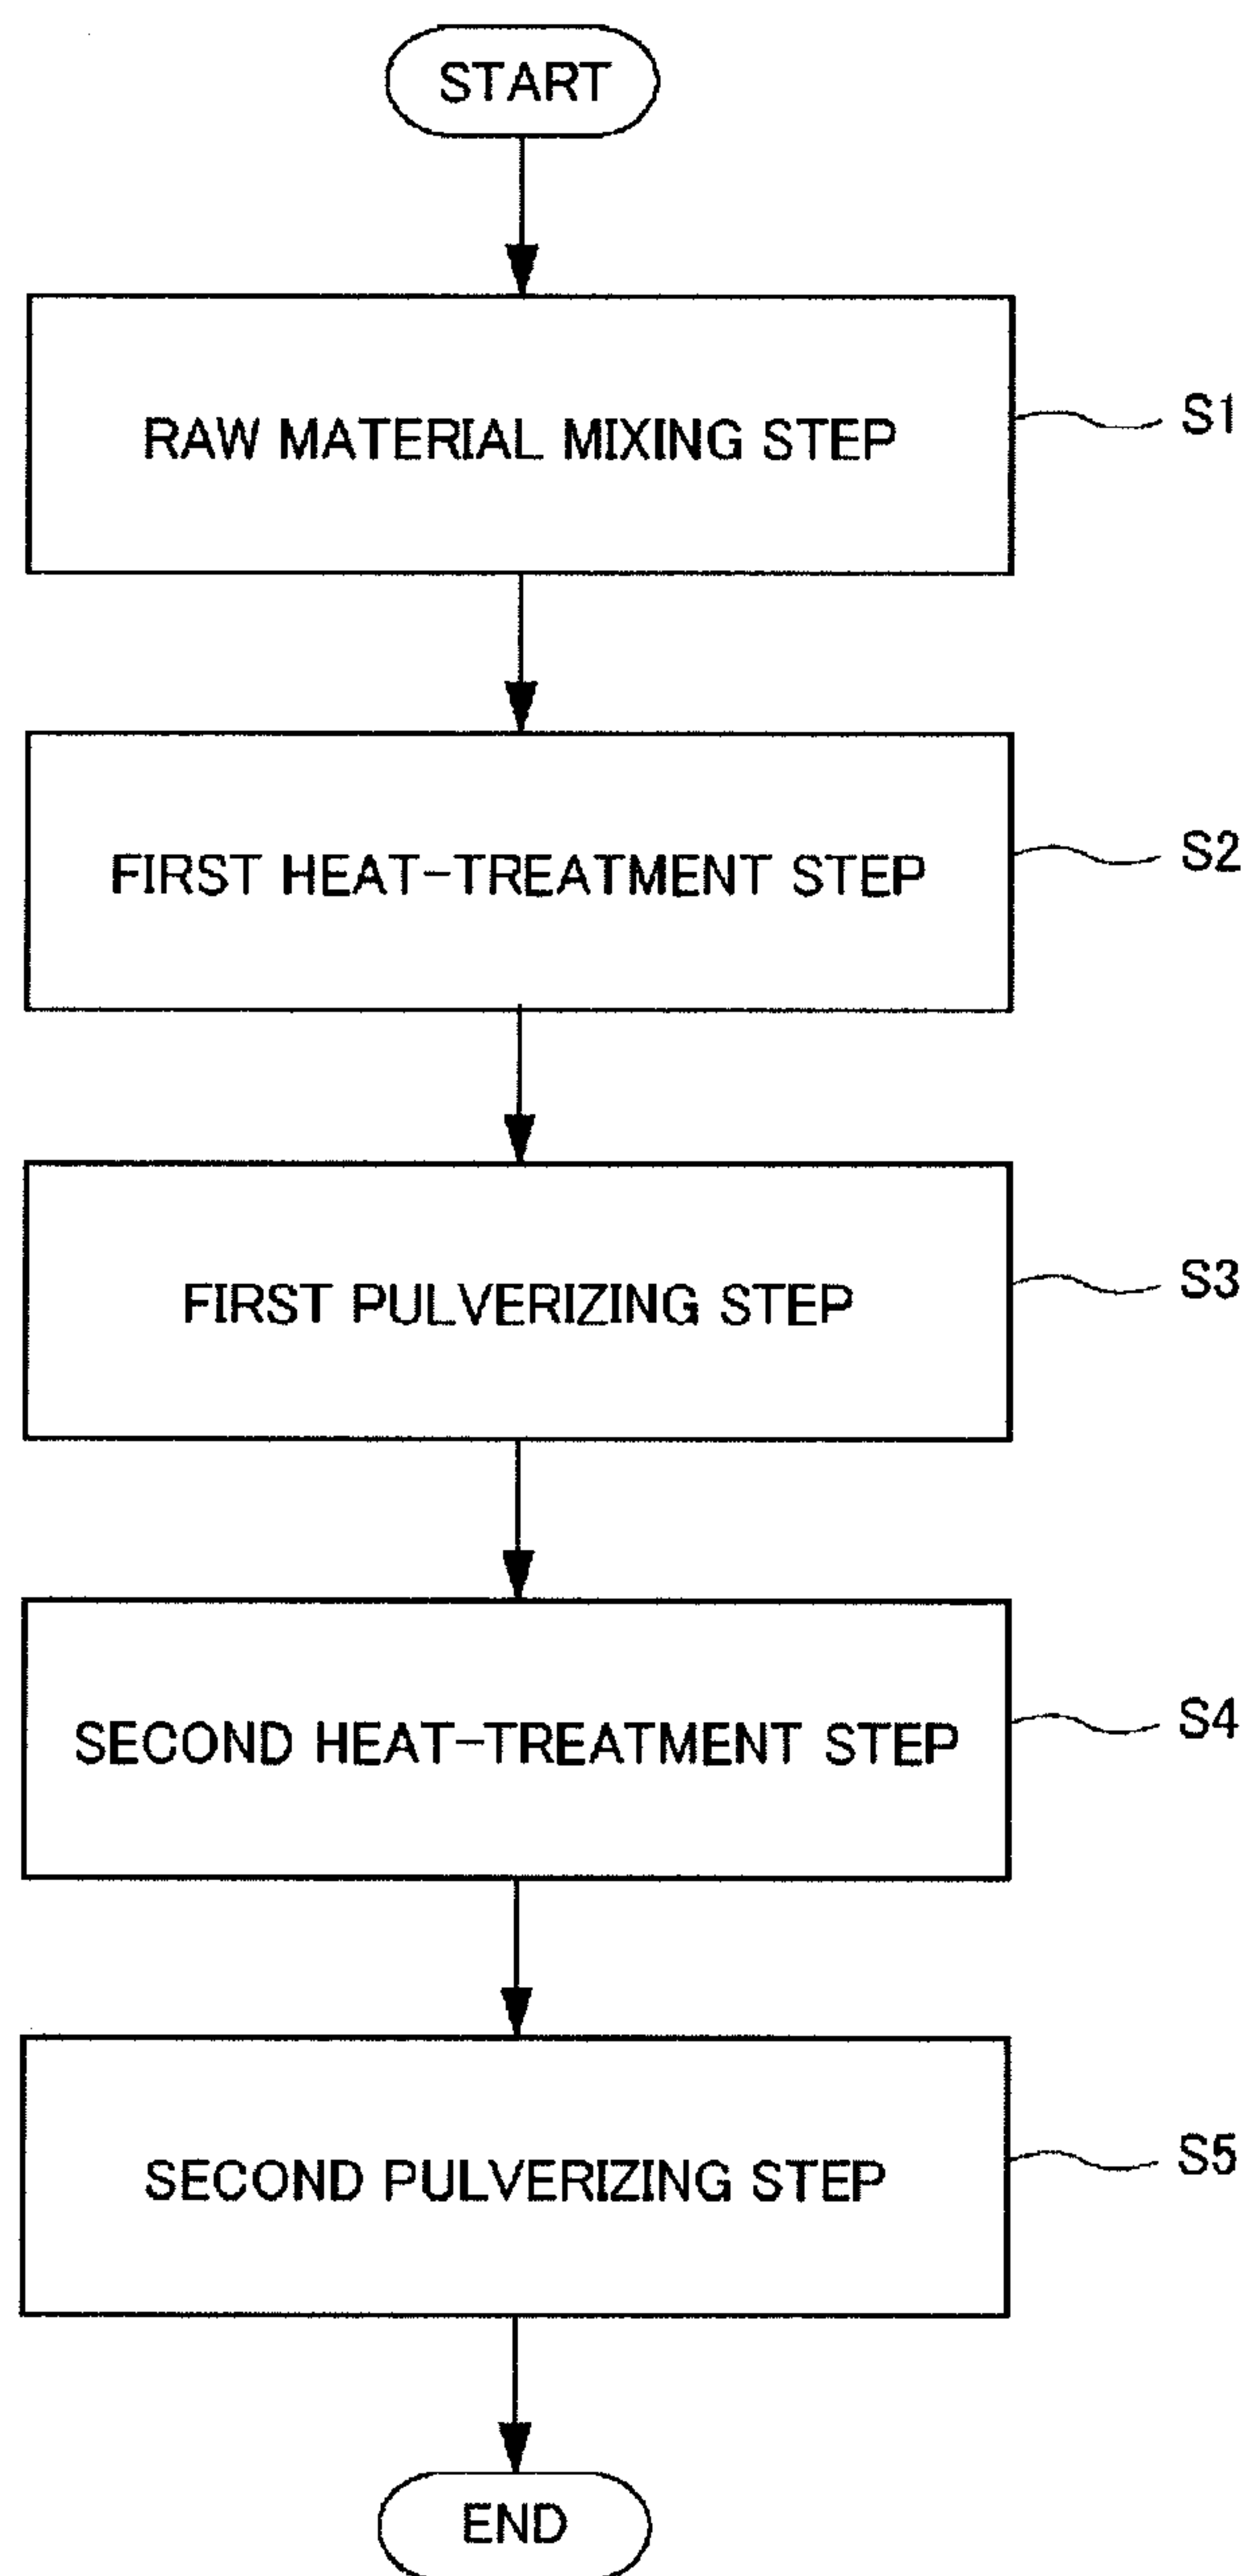 START
RAW MATERIAL MIXING STEP
S1
FIRST HEAT-TREATMENT STEP
S2
FIRST PULVERIZING STEP
S3
SECOND HEAT-TREATMENT STEP
S4
SECOND PULVERIZING STEP
S5
END